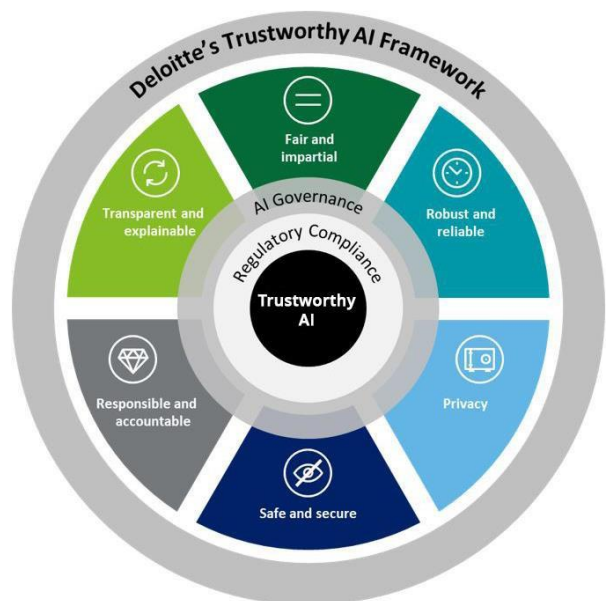 Deloitte's Trustworthy AI Framework
Fair and
impartial
Robust and
reliable
Privacy
Safe and secure
Responsible and
accountable
Transparent and
explainable
AI Governance
Regulatory Compliance
Trustworthy
AI